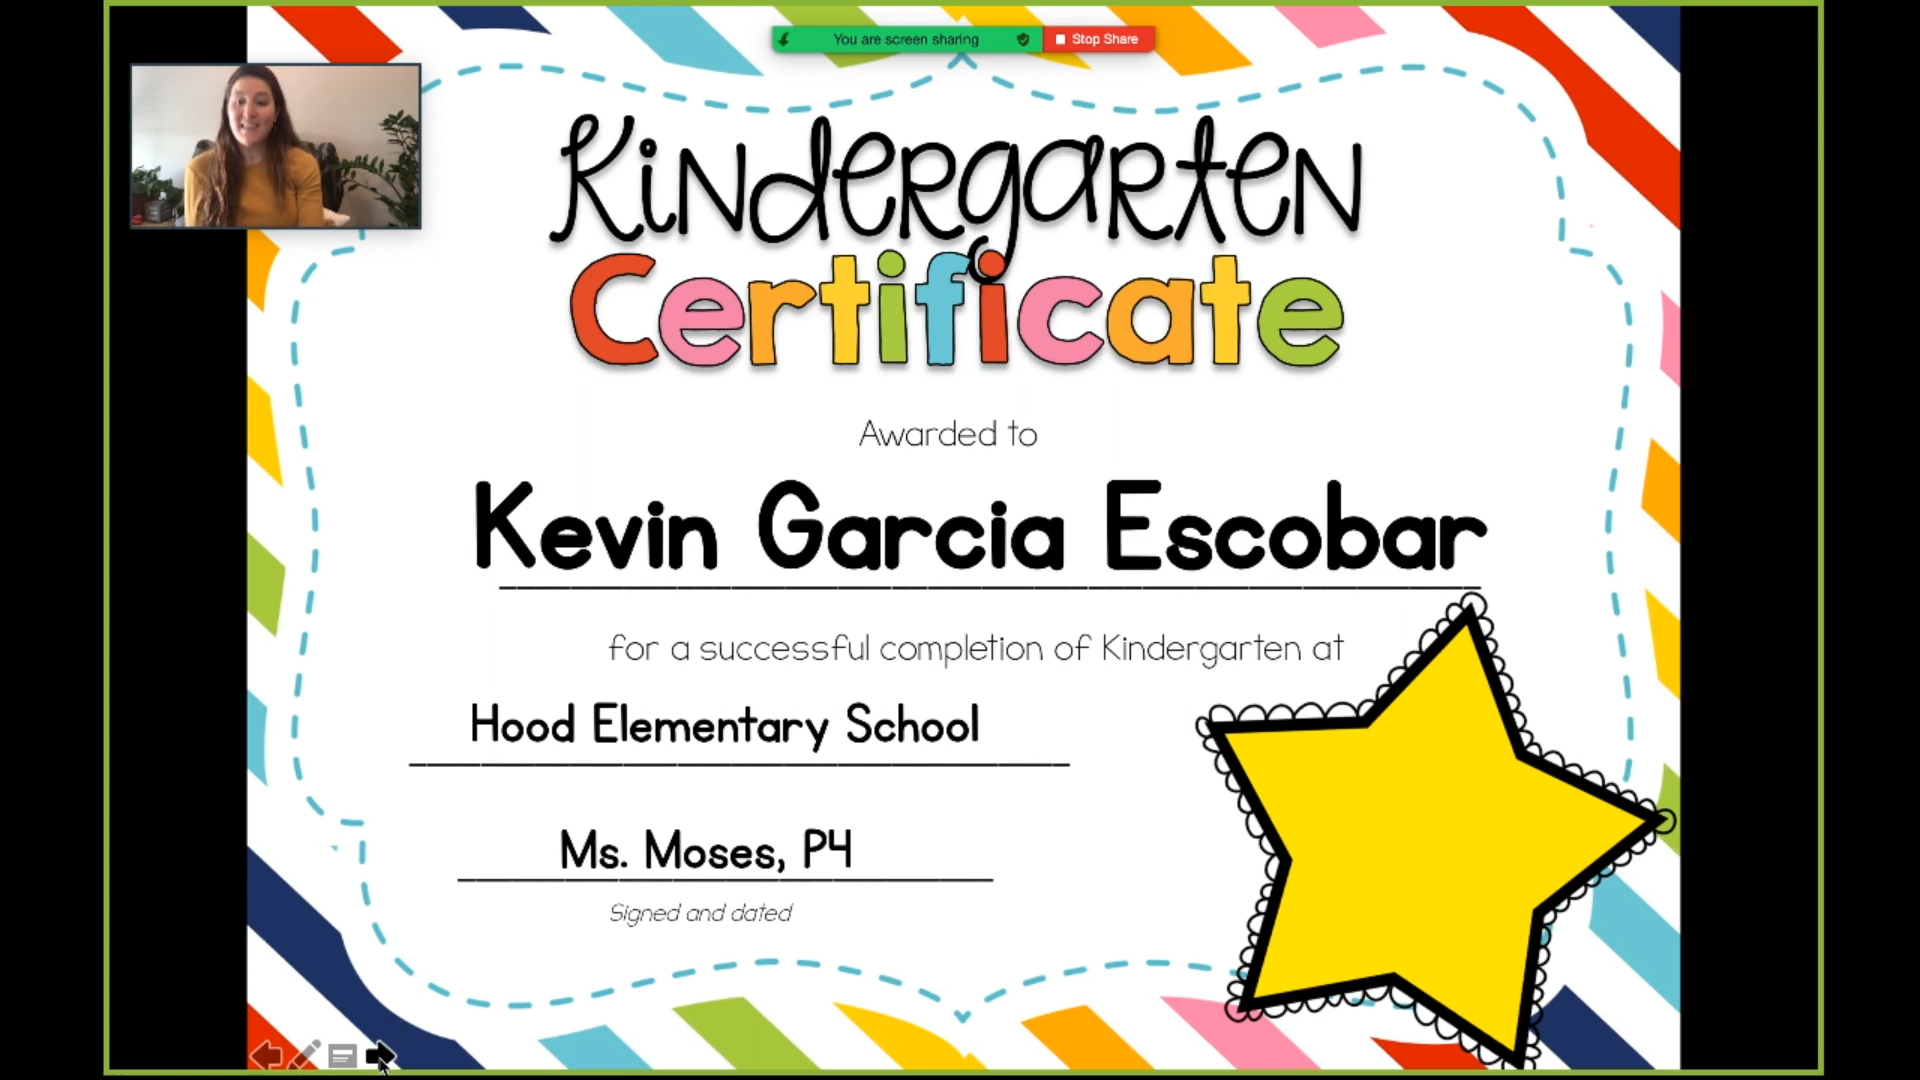 You are screen sharing
Stop Share
Kindergarten
Certificate
Awarded to
Kevin Garcia Escobar
for a successful completion of Kindergarten at
Hood Elementary School
Ms. Moses, P4
Signed and dated